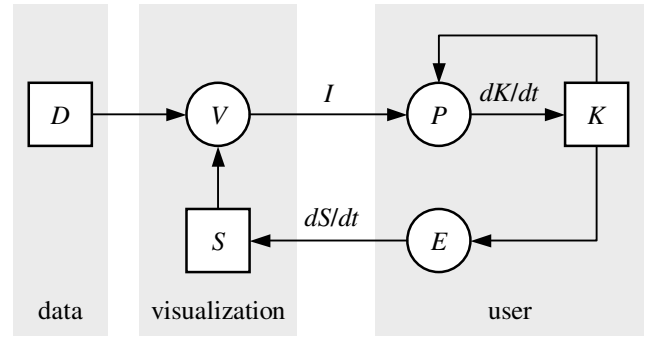 I dK/dt
D V P K
dS/dt
S E
data visualization user